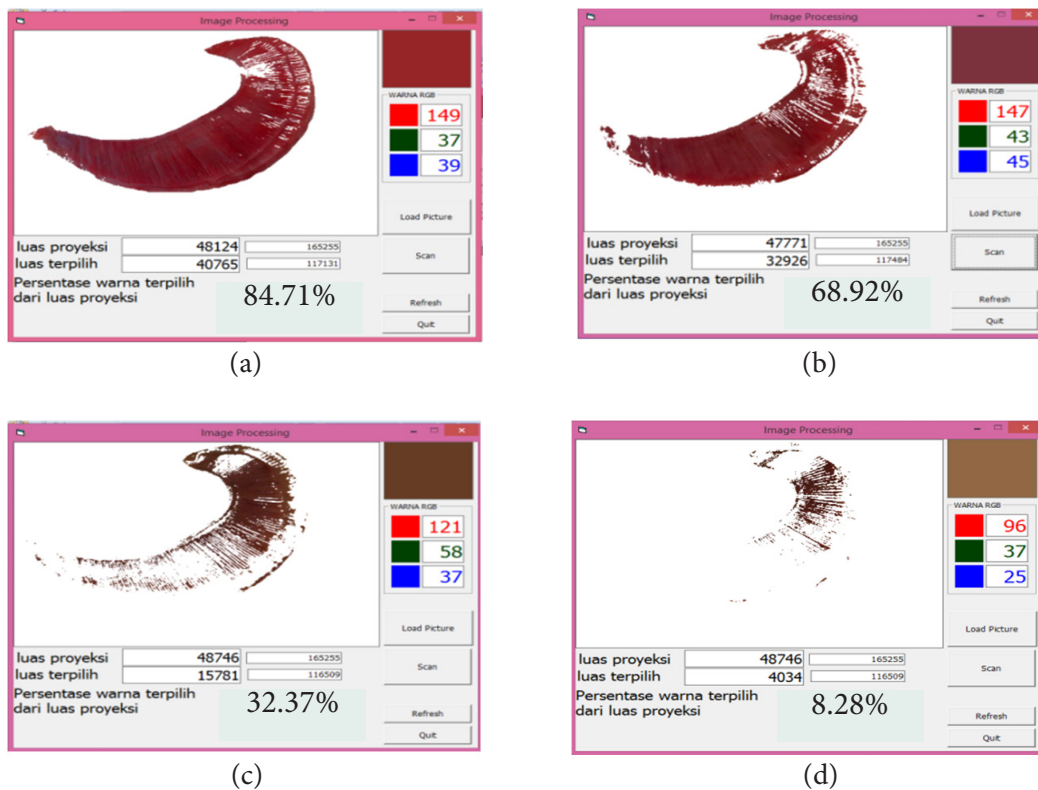 Image Processing
WARNA RGB
149
37
39
Load Picture
luas proyeksi 48124 165255
luas terpilih 40765 117131
Scan
Persentase warna terpilih
dari luas proyeksi
84.71%
Refresh
Quit
(a)
Image Processing
WARNA RGB
147
43
45
Load Picture
luas proyeksi 47771 165255
luas terpilih 32926 117484
Scan
Persentase warna terpilih
dari luas proyeksi
68.92%
Refresh
Quit
(b)
Image Processing
WARNA RGB
121
58
37
Load Picture
luas proyeksi 48746 165255
luas terpilih 15781 116509
Scan
Persentase warna terpilih
dari luas proyeksi
32.37%
Refresh
Quit
(c)
Image Processing
WARNA RGB
96
37
25
Load Picture
luas proyeksi 48746 165255
luas terpilih 4034 116509
Scan
Persentase warna terpilih
dari luas proyeksi
8.28%
Refresh
Quit
(d)